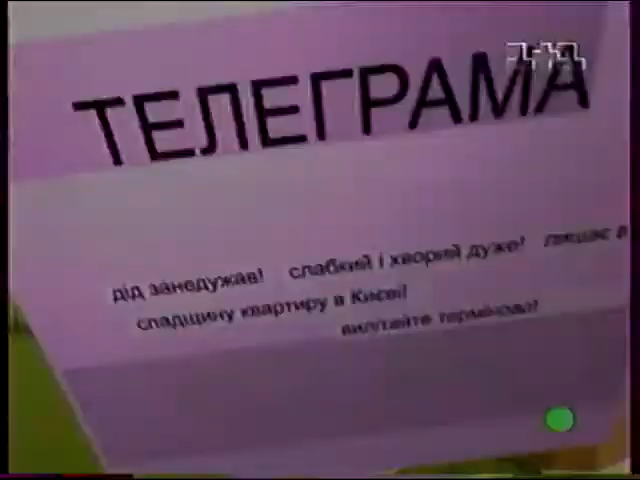 ТЕЛЕГРАМА
дід занедужав! слабкий і хворий дуже! лишає в
спадщину квартиру в Києві!
вилітайте терміново!